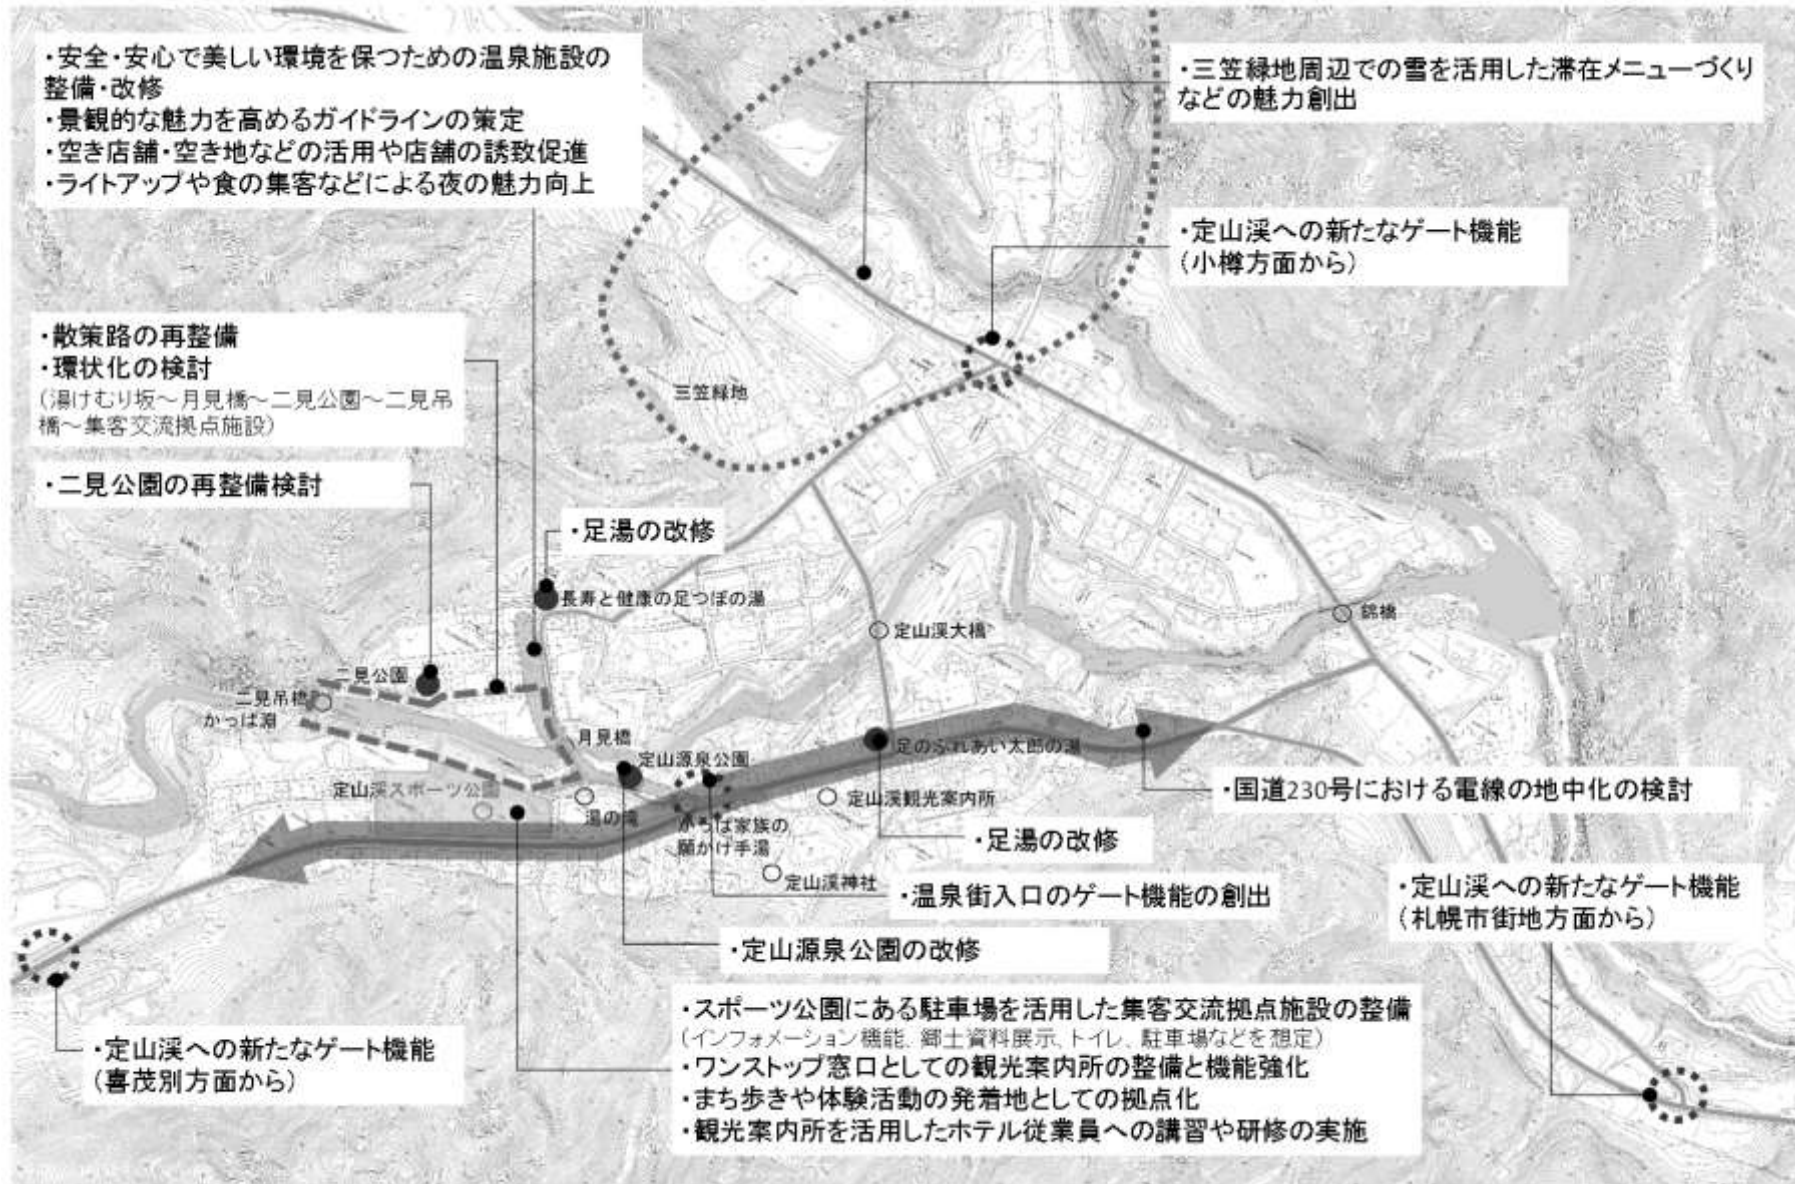 ・安全・安心で美しい環境を保つための温泉施設の
整備・改修
・景観的な魅力を高めるガイドラインの策定
・空き店舗・空き地などの活用や店舗の誘致促進
・ライトアップや食の集客などによる夜の魅力向上
・三笠緑地周辺での雪を活用した滞在メニューづくり
などの魅力創出
・定山渓への新たなゲート機能
（小樽方面から）
・散策路の再整備
・環状化の検討
（湯けむり坂～月見橋～二見公園～二見吊
橋～集客交流拠点施設）
三笠緑地
・二見公園の再整備検討
・足湯の改修
長寿と健康の足つぼの湯
定山渓大橋
錦橋
二見公園
二見吊橋
かっぱ淵
月見橋
定山源泉公園
足のふれあい太郎の湯
定山渓スポーツ公園
湯の滝
かっぱ家族の
願かけ手湯
定山渓観光案内所
・国道230号における電線の地中化の検討
・足湯の改修
定山渓神社
・温泉街入口のゲート機能の創出
・定山渓への新たなゲート機能
（札幌市街地方面から）
・定山源泉公園の改修
・スポーツ公園にある駐車場を活用した集客交流拠点施設の整備
（インフォメーション機能、郷土資料展示、トイレ、駐車場などを想定）
・ワンストップ窓口としての観光案内所の整備と機能強化
・まち歩きや体験活動の発着地としての拠点化
・観光案内所を活用したホテル従業員への講習や研修の実施
・定山渓への新たなゲート機能
（喜茂別方面から）